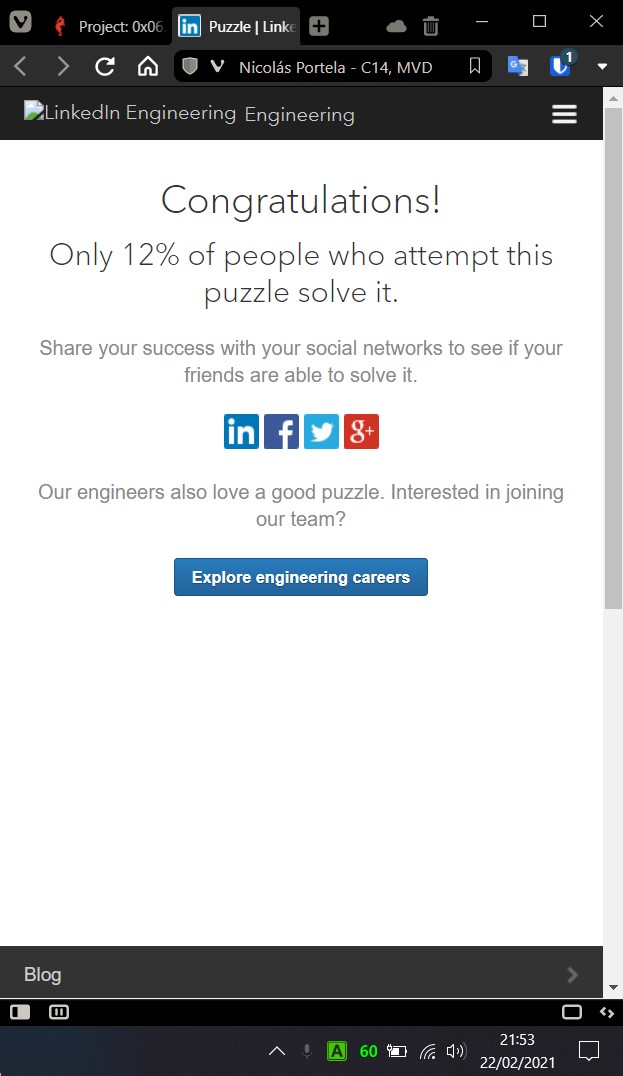 Project: 0x06
Puzzle | Linke
1
Nicolás Portela - C14, MVD
LinkedIn Engineering Engineering
Congratulations!
Only 12% of people who attempt this
puzzle solve it.
Share your success with your social networks to see if your
friends are able to solve it.
in f g+
Our engineers also love a good puzzle. Interested in joining
our team?
Explore engineering careers
Blog
A 60
21:53
22/02/2021